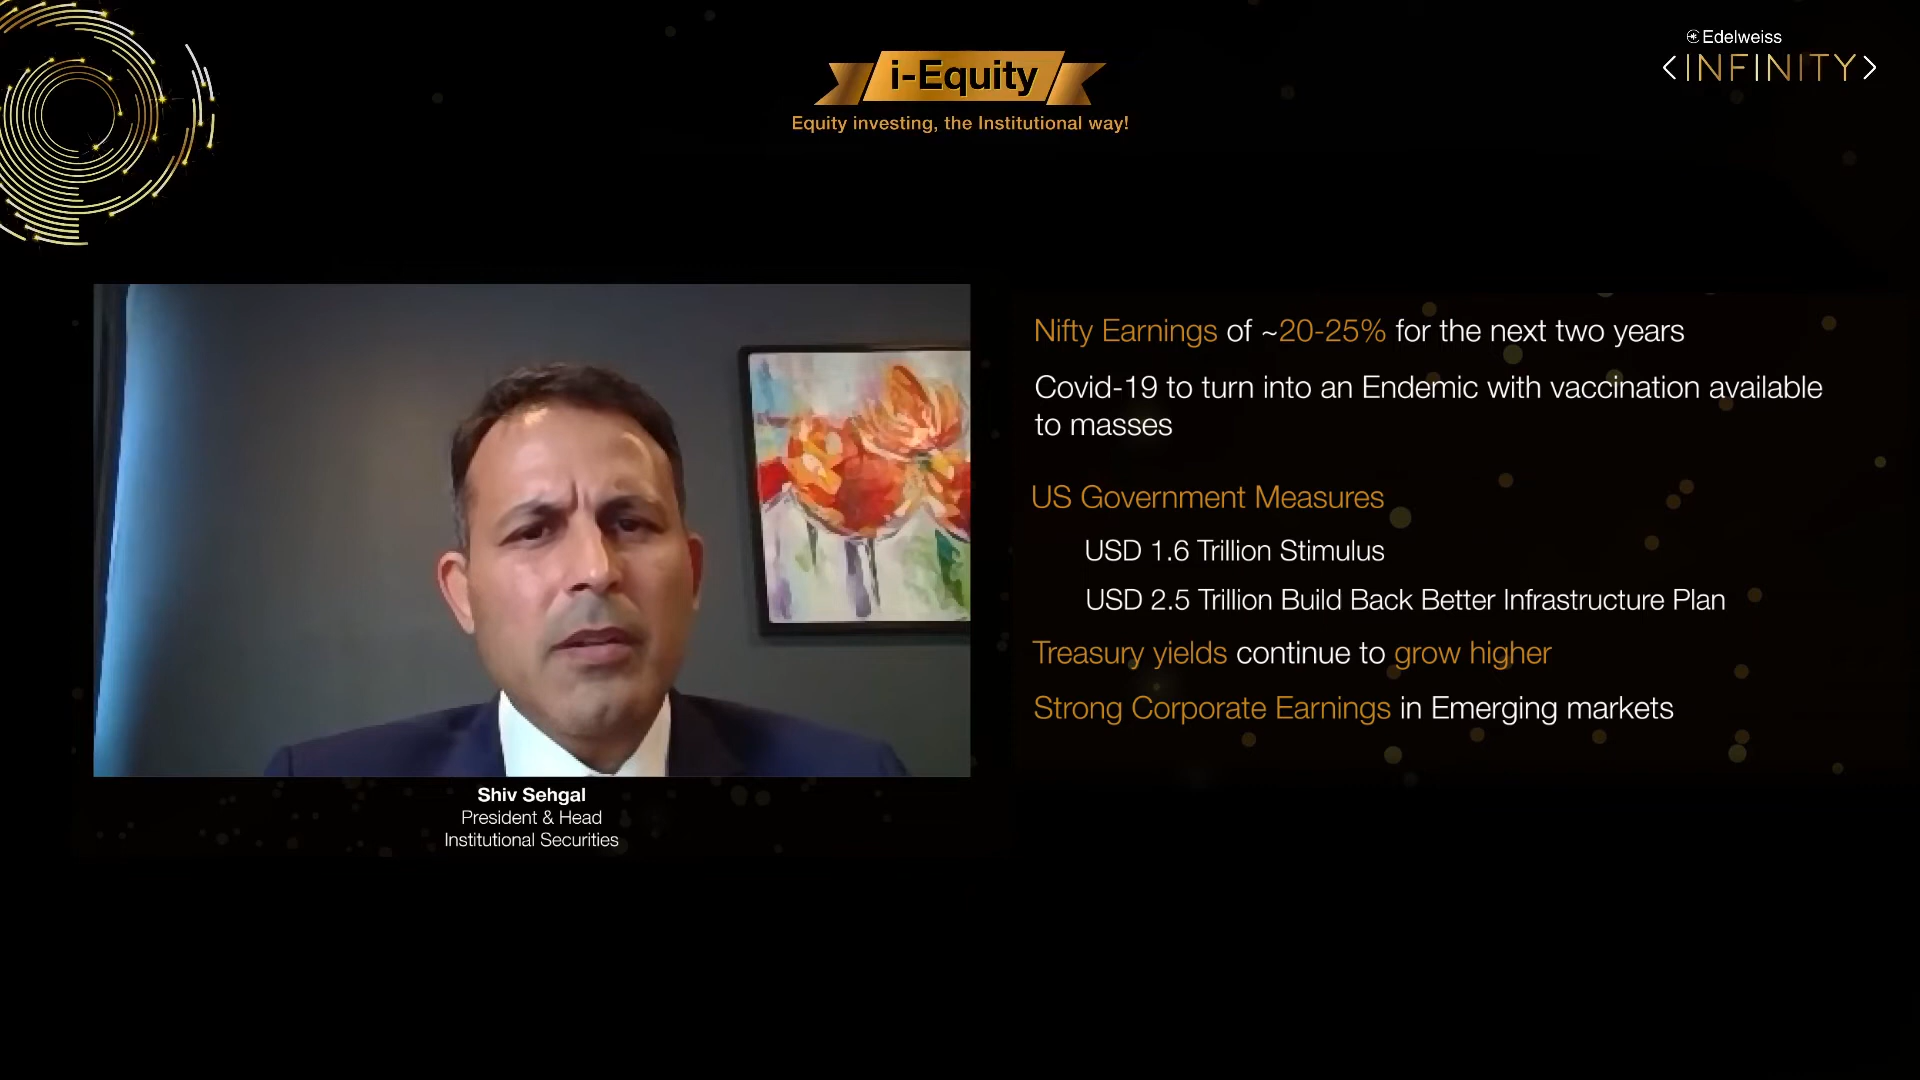 i-Equity
Equity investing, the Institutional way!
Edelweiss
INFINITY
Nifty Earnings of ~20-25% for the next two years
Covid-19 to turn into an Endemic with vaccination available
to masses
US Government Measures
USD 1.6 Trillion Stimulus
USD 2.5 Trillion Build Back Better Infrastructure Plan
Treasury yields continue to grow higher
Strong Corporate Earnings in Emerging markets
Shiv Sehgal
President & Head
Institutional Securities